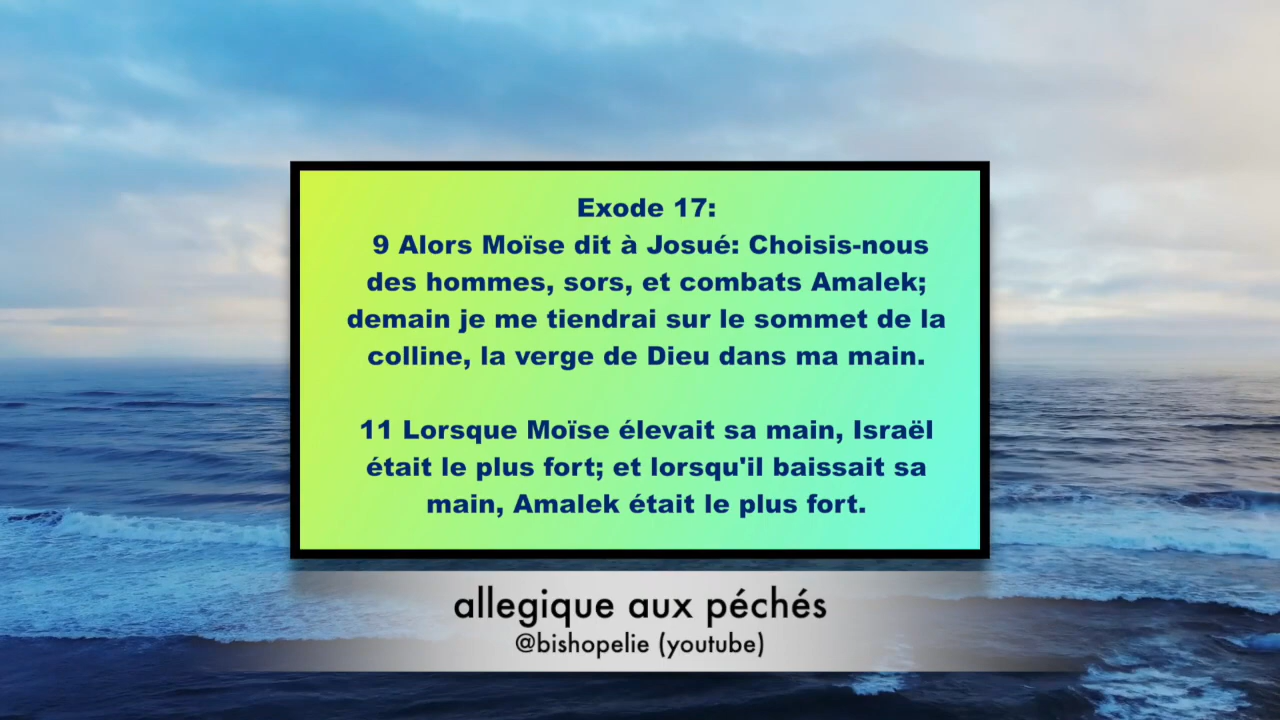 Exode 17:
9 Alors Moïse dit à Josué: Choisis-nous
des hommes, sors, et combats Amalek;
demain je me tiendrai sur le sommet de la
colline, la verge de Dieu dans ma main.
11 Lorsque Moïse élevait sa main, Israël
était le plus fort; et lorsqu'il baissait sa
main, Amalek était le plus fort.
allegique aux péchés
@bishopelie (youtube)